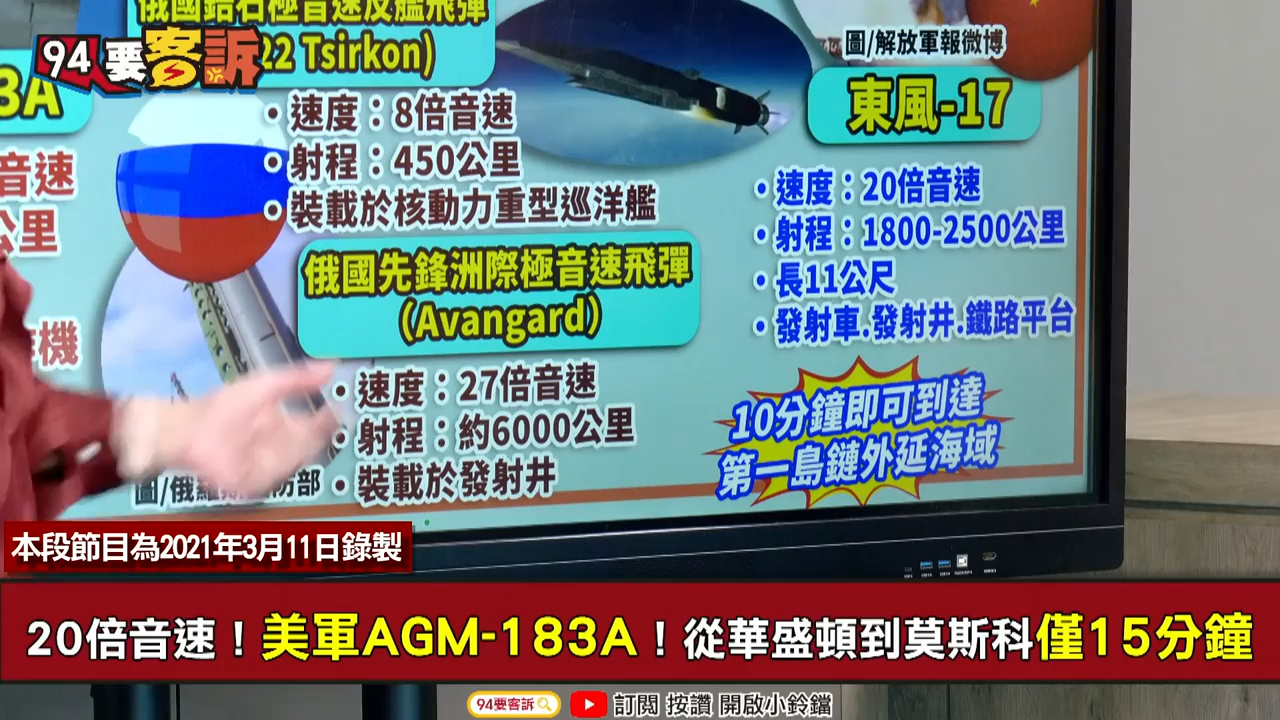 94要客訴
俄國鋯石極音速反艦飛彈
22 Tsirkon)
• 速度：8倍音速
• 射程：450公里
• 裝載於核動力重型巡洋艦
3A
音速
公里
機
俄國先鋒洲際極音速飛彈
(Avangard)
• 速度：27倍音速
• 射程：約6000公里
• 裝載於發射井
圖/俄羅
防部
圖/解放軍報微博
東風-17
• 速度：20倍音速
• 射程：1800-2500公里
• 長11公尺
• 發射車.發射井.鐵路平台
10分鐘即可到達
第一島鏈外延海域
本段節目為2021年3月11日錄製
20倍音速！美軍AGM-183A！從華盛頓到莫斯科僅15分鐘
94要客訴 訂閱 按讚 開啟小鈴鐺